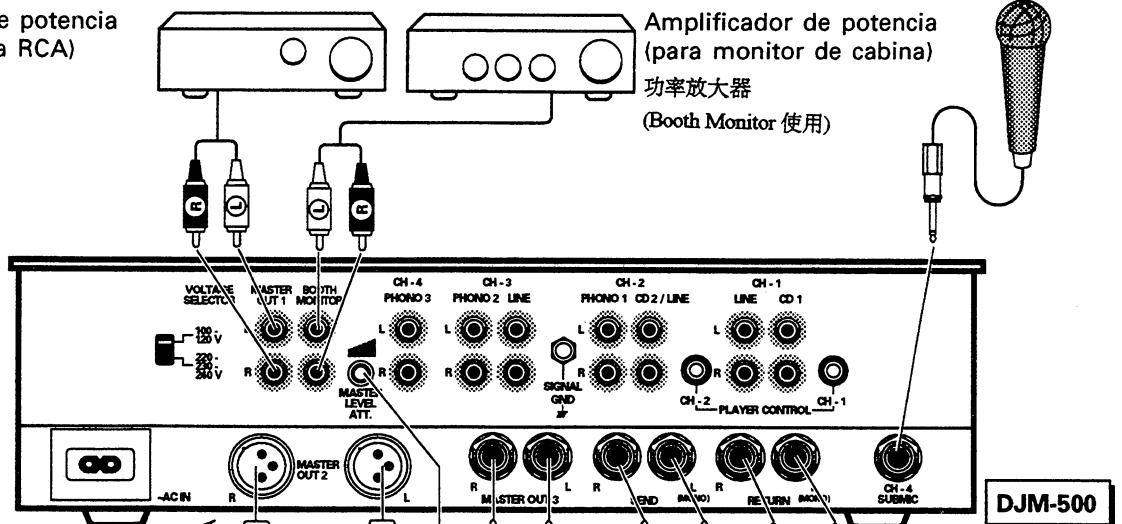 e potencia
a RCA)
Amplificador de potencia
(para monitor de cabina)
功率放大器
(Booth Monitor 使用)
R
L
L
R
VOLTAGE
SELECTOR
MASTER
OUT 1
BOOTH
MONITOR
CH - 4
PHONO 3
CH - 3
PHONO 2 LINE
CH - 2
PHONO 1 CD 2 / LINE
CH - 1
LINE CD 1
100 -
120 V
220 -
230 -
240 V
L
R
L
R
L
R
L
R
L
R
MASTER
LEVEL
ATT.
SIGNAL
GND
CH - 2
PLAYER CONTROL
CH - 1
~AC IN
R
MASTER
OUT 2
L
R
MASTER OUT 3
L
R
SEND
L
(MONO)
R
RETURN
L
(MONO)
CH - 4
SUBMIC
DJM-500